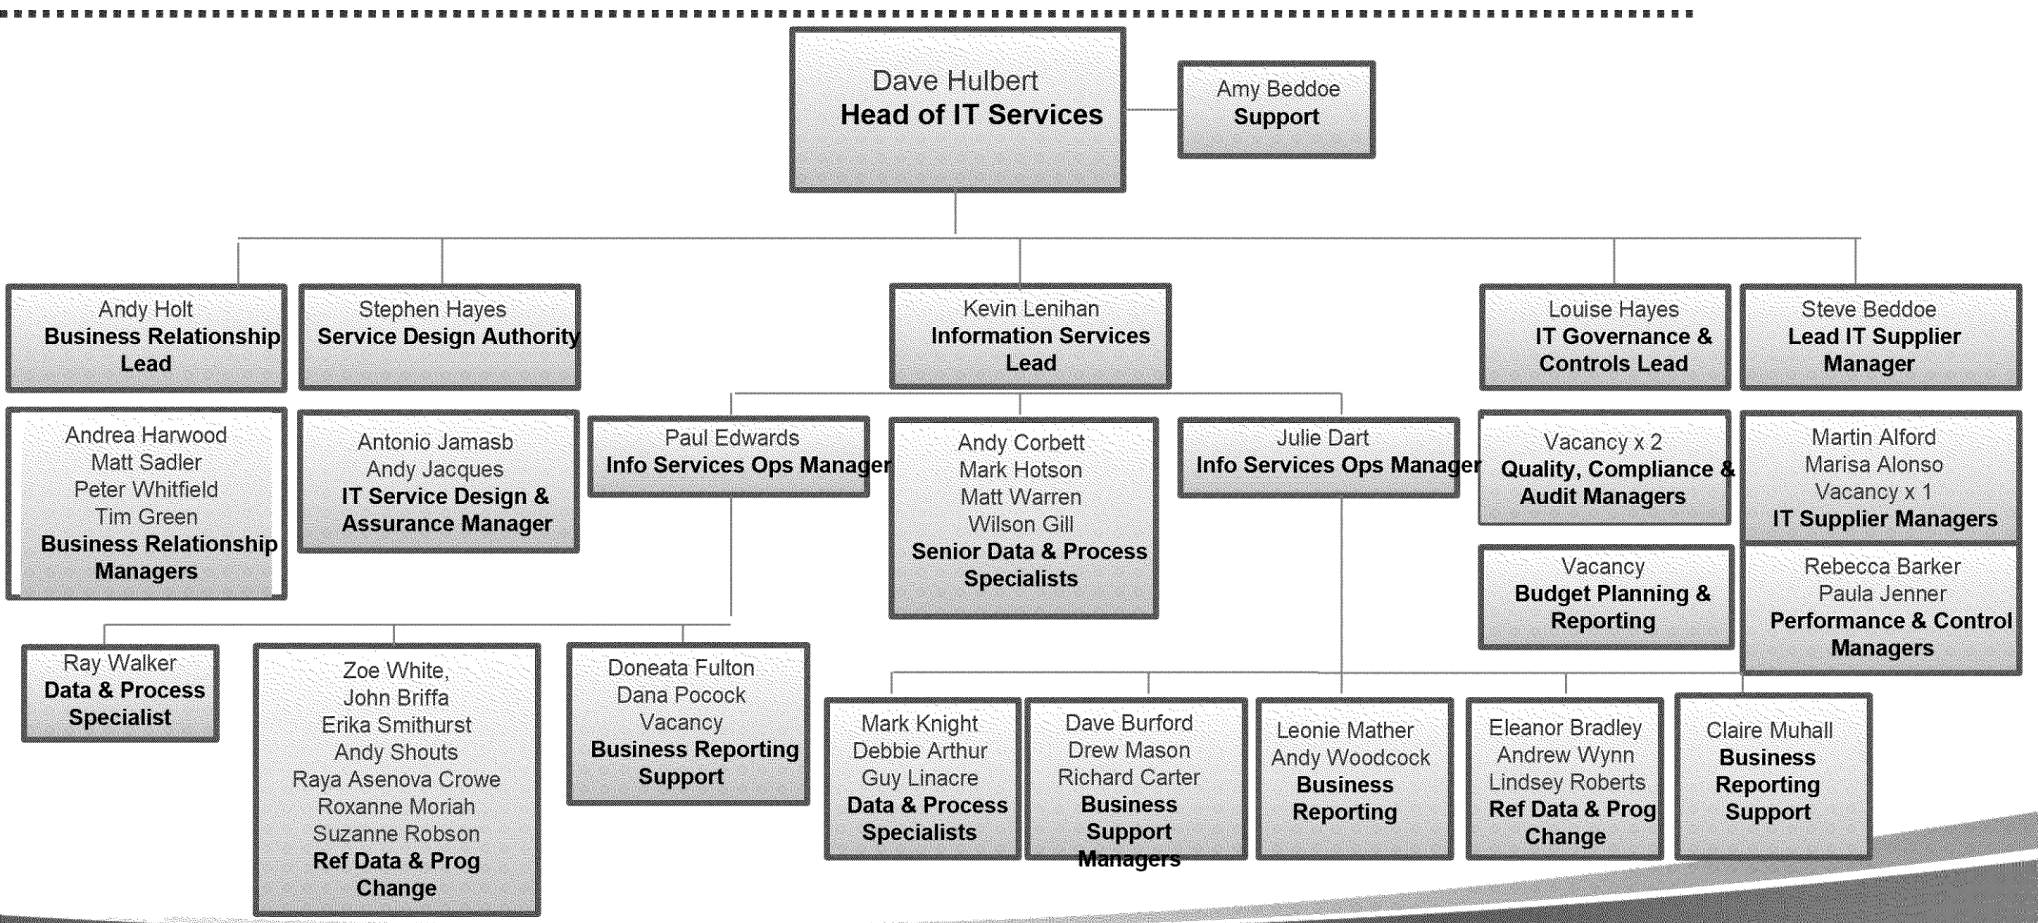 Dave Hulbert
Head of IT Services
Amy Beddoe
Support
Andy Holt
Business Relationship
Lead
Stephen Hayes
Service Design Authority
Kevin Lenihan
Information Services
Lead
Louise Hayes
IT Governance &
Controls Lead
Steve Beddoe
Lead IT Supplier
Manager
Andrea Harwood
Matt Sadler
Peter Whitfield
Tim Green
Business Relationship
Managers
Antonio Jamasb
Andy Jacques
IT Service Design &
Assurance Manager
Paul Edwards
Info Services Ops Manager
Andy Corbett
Mark Hotson
Matt Warren
Wilson Gill
Senior Data & Process
Specialists
Julie Dart
Info Services Ops Manager
Vacancy x 2
Quality, Compliance &
Audit Managers
Martin Alford
Marisa Alonso
Vacancy x 1
IT Supplier Managers
Vacancy
Budget Planning &
Reporting
Rebecca Barker
Paula Jenner
Performance & Control
Managers
Ray Walker
Data & Process
Specialist
Zoe White,
John Briffa
Erika Smithurst
Andy Shouts
Raya Asenova Crowe
Roxanne Moriah
Suzanne Robson
Ref Data & Prog
Change
Doneata Fulton
Dana Pocock
Vacancy
Business Reporting
Support
Mark Knight
Debbie Arthur
Guy Linacre
Data & Process
Specialists
Dave Burford
Drew Mason
Richard Carter
Business
Support
Managers
Leonie Mather
Andy Woodcock
Business
Reporting
Eleanor Bradley
Andrew Wynn
Lindsey Roberts
Ref Data & Prog
Change
Claire Muhall
Business
Reporting
Support